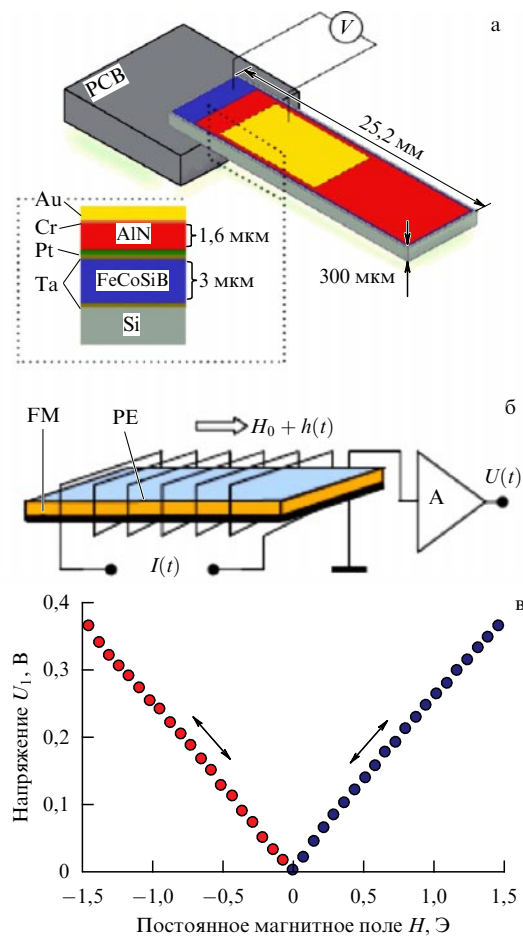 а
V
PCB
25,2 мм
300 мкм
Au
Cr
AlN
1,6 мкм
Pt
Ta
FeCoSiB
3 мкм
Si
б
FM
PE
H₀ + h(t)
A
U(t)
I(t)
в
Напряжение U₁, В
0,4
0,3
0,2
0,1
0
−1,5 −1,0 −0,5 0 0,5 1,0 1,5
Постоянное магнитное поле H, Э